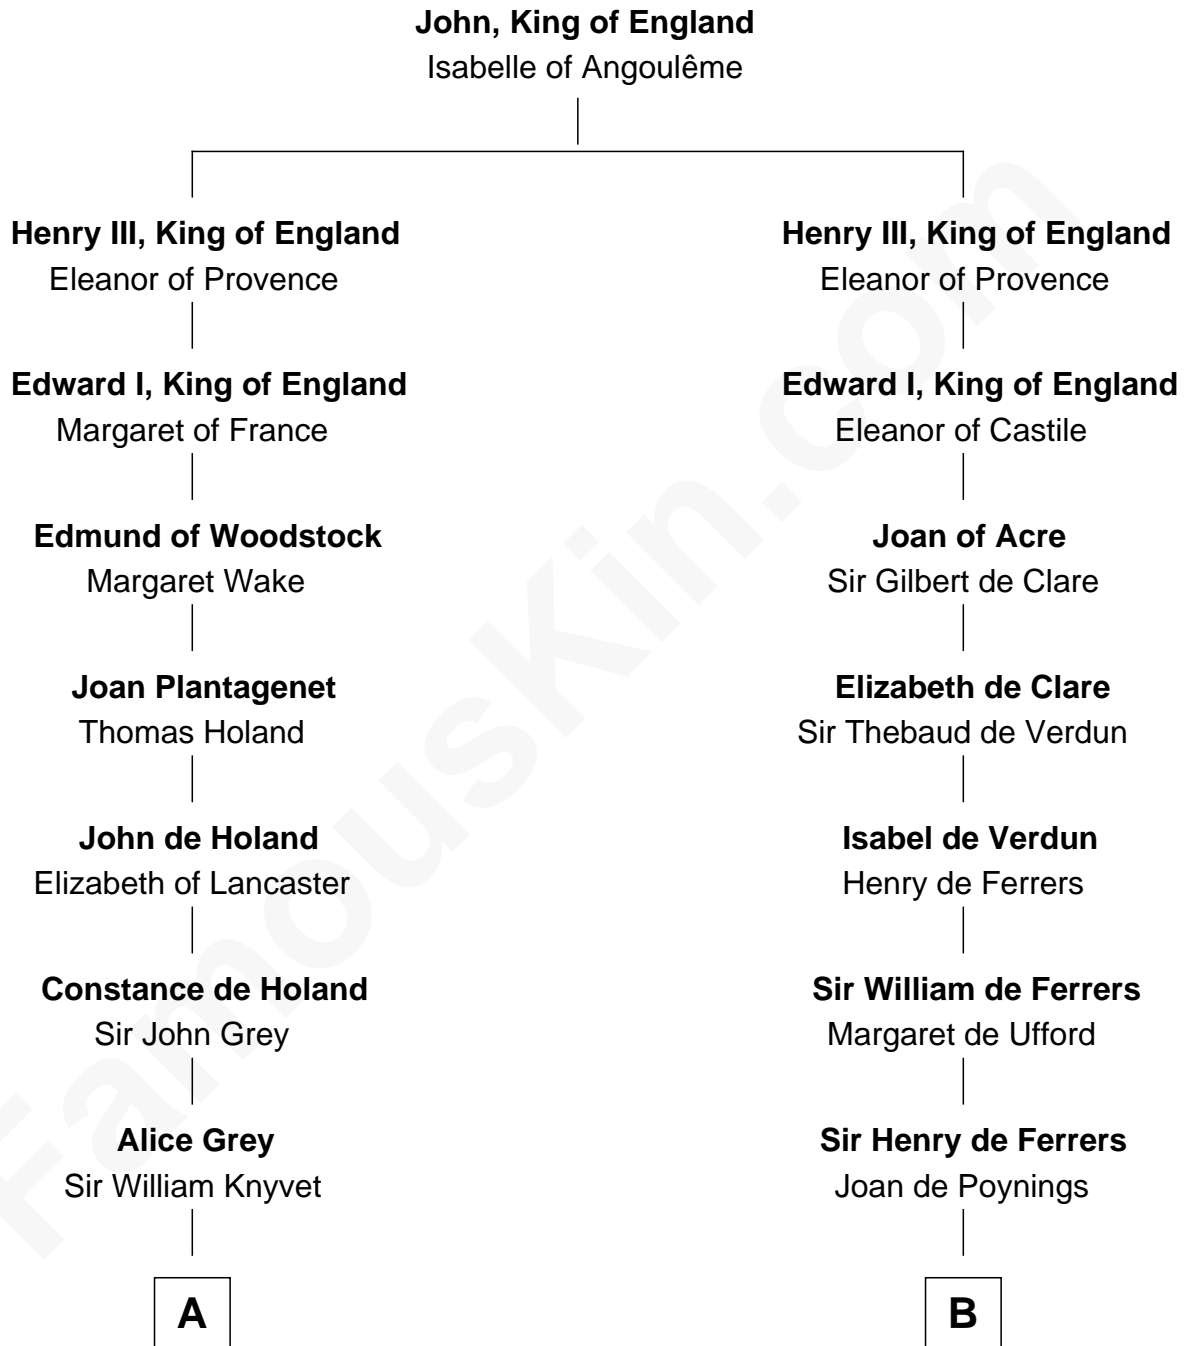 John, King of England
Isabelle of Angoulême
Henry III, King of England
Eleanor of Provence
Edward I, King of England
Margaret of France
Edmund of Woodstock
Margaret Wake
Joan Plantagenet
Thomas Holand
John de Holand
Elizabeth of Lancaster
Constance de Holand
Sir John Grey
Alice Grey
Sir William Knyvet
A
Henry III, King of England
Eleanor of Provence
Edward I, King of England
Eleanor of Castile
Joan of Acre
Sir Gilbert de Clare
Elizabeth de Clare
Sir Thebaud de Verdun
Isabel de Verdun
Henry de Ferrers
Sir William de Ferrers
Margaret de Ufford
Sir Henry de Ferrers
Joan de Poynings
B
FamousKin.com